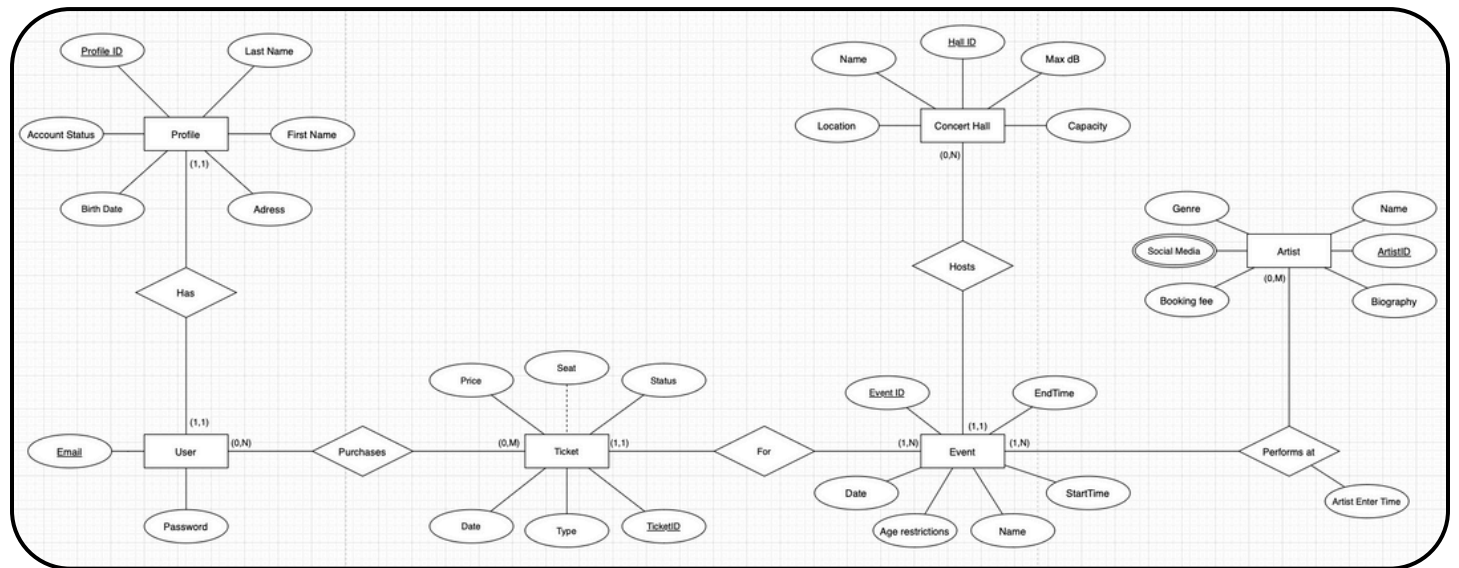 Profile ID
Last Name
Account Status
Profile
First Name
(1,1)
Birth Date
Adress
Has
(1,1)
Email
User
(0,N)
Password
Purchases
Price
Seat
Status
(0,M)
Ticket
(1,1)
Date
Type
TicketID
For
Name
Hall ID
Max dB
Location
Concert Hall
Capacity
(0,N)
Hosts
Event ID
EndTime
(1,1)
(1,N)
Event
(1,N)
Date
StartTime
Age restrictions
Name
Genre
Name
Social Media
Artist
ArtistID
(0,M)
Booking fee
Biography
Performs at
Artist Enter Time